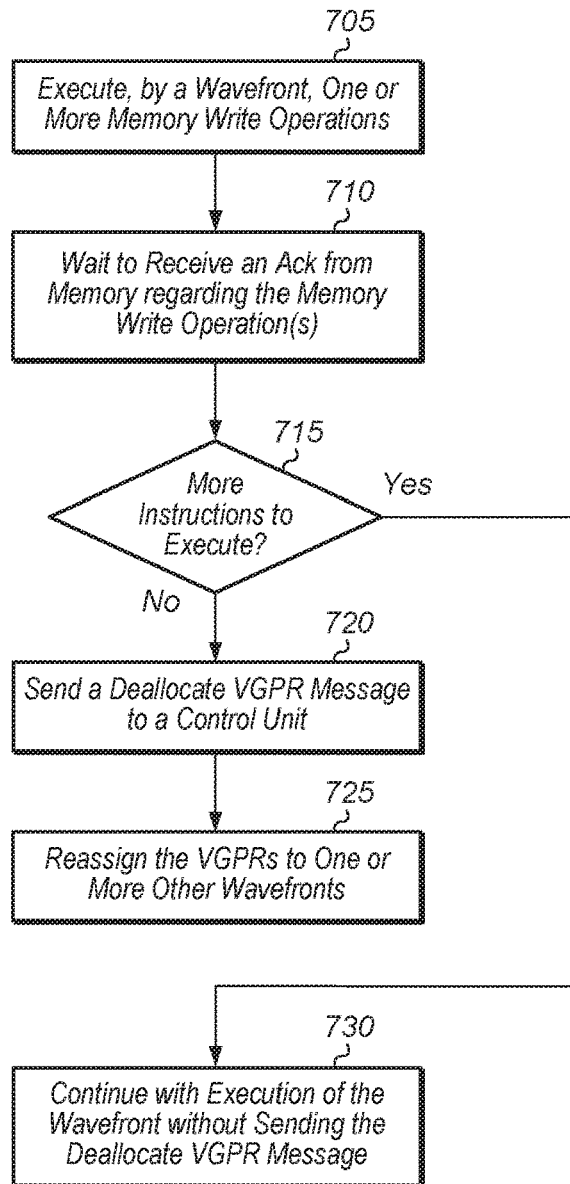 705
Execute, by a Wavefront, One or
More Memory Write Operations
710
Wait to Receive an Ack from
Memory regarding the Memory
Write Operation(s)
715
More
Instructions to
Execute?
Yes
No
720
Send a Deallocate VGPR Message
to a Control Unit
725
Reassign the VGPRs to One or
More Other Wavefronts
730
Continue with Execution of the
Wavefront without Sending the
Deallocate VGPR Message